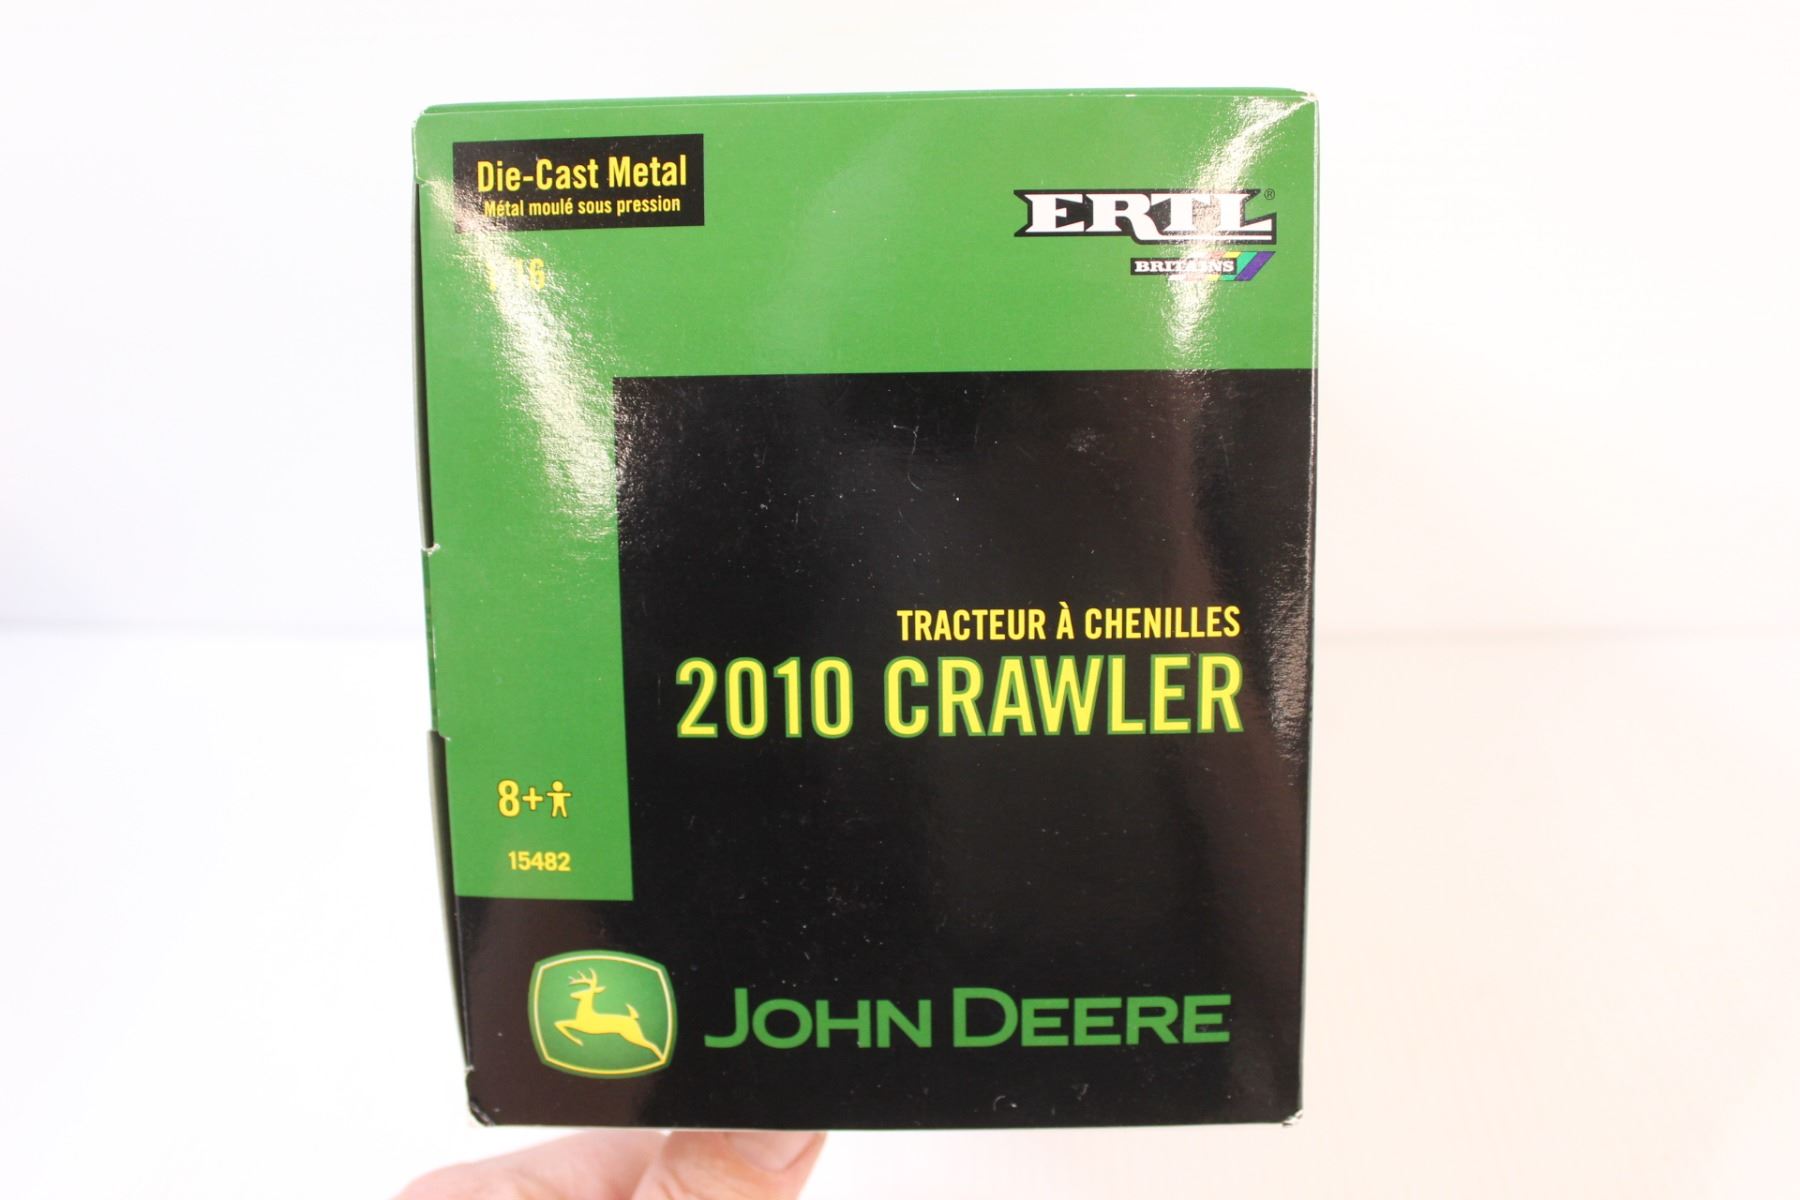 Die-Cast Metal
Métal moulé sous pression
ERTL®
BRITAINS
TRACTEUR À CHENILLES
2010 CRAWLER
8+
15482
JOHN DEERE